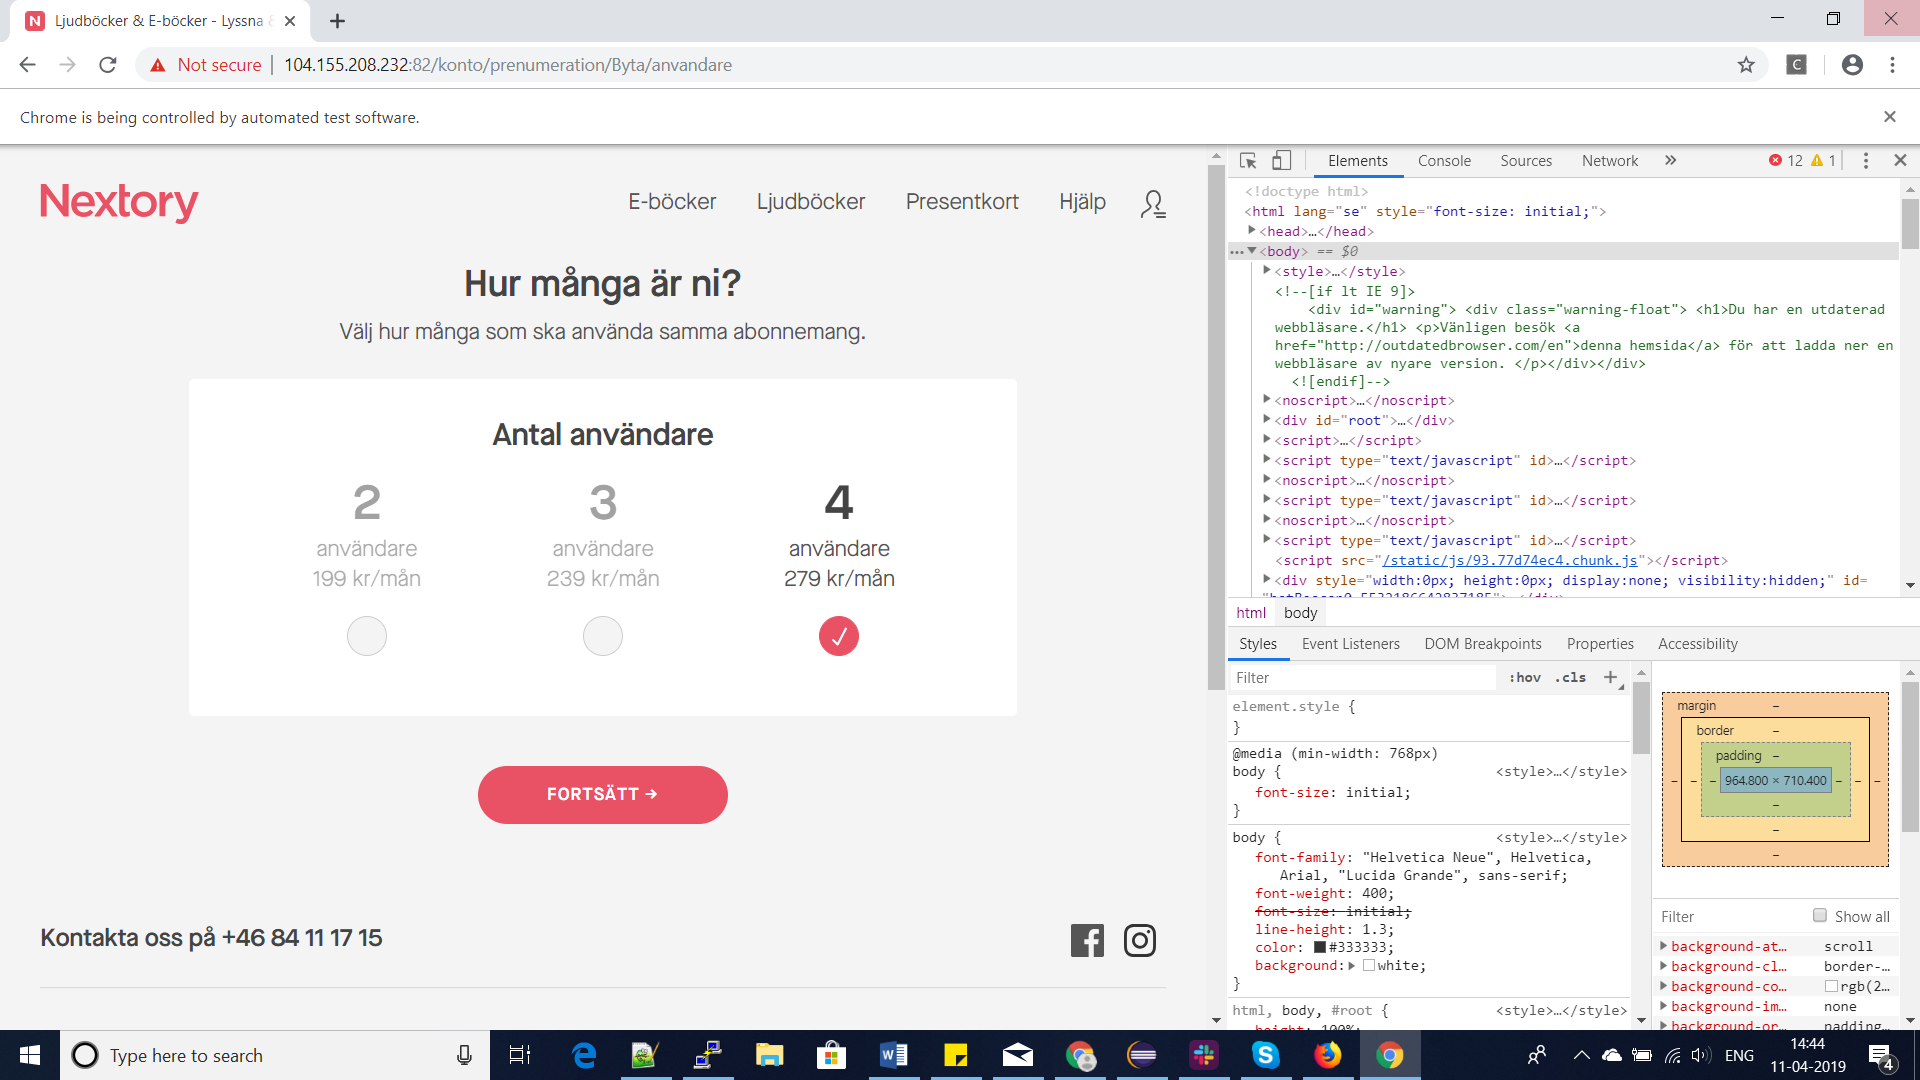 Ljudböcker & E-böcker - Lyssna
Not secure | 104.155.208.232:82/konto/prenumeration/Byta/anvandare
C
Chrome is being controlled by automated test software.
Nextory
E-böcker Ljudböcker Presentkort Hjälp
Hur många är ni?
Välj hur många som ska använda samma abonnemang.
Antal användare
2 3 4
användare användare användare
199 kr/mån 239 kr/mån 279 kr/mån
FORTSÄTT →
Kontakta oss på +46 84 11 17 15
Elements Console Sources Network » 12 1
<!doctype html>
<html lang="se" style="font-size: initial;">
<head>…</head>
<body> == $0
<style>…</style>
<!--[if lt IE 9]>
<div id="warning"> <div class="warning-float"> <h1>Du har en utdaterad
webbläsare.</h1> <p>Vänligen besök <a
href="http://outdatedbrowser.com/en">denna hemsida</a> för att ladda ner en
webbläsare av nyare version. </p></div></div>
<![endif]-->
<noscript>…</noscript>
<div id="root">…</div>
<script>…</script>
<script type="text/javascript" id>…</script>
<noscript>…</noscript>
<script type="text/javascript" id>…</script>
<noscript>…</noscript>
<script type="text/javascript" id>…</script>
<script src="/static/js/93.77d74ec4.chunk.js"></script>
<div style="width:0px; height:0px; display:none; visibility:hidden;" id=
html body
Styles Event Listeners DOM Breakpoints Properties Accessibility
Filter :hov .cls +
element.style {
}
@media (min-width: 768px)
body { <style>…</style>
font-size: initial;
}
body { <style>…</style>
font-family: "Helvetica Neue", Helvetica,
Arial, "Lucida Grande", sans-serif;
font-weight: 400;
font-size: initial;
line-height: 1.3;
color: #333333;
background: white;
}
html, body, #root { <style>…</style>
height: 100%;
margin –
border –
padding –
– – – 964.800 × 710.400 – – –
–
–
–
Filter Show all
background-at… scroll
background-cl… border-…
background-co… rgb(2…
background-im… none
background-or… padding…
Type here to search
ENG
14:44
11-04-2019
4